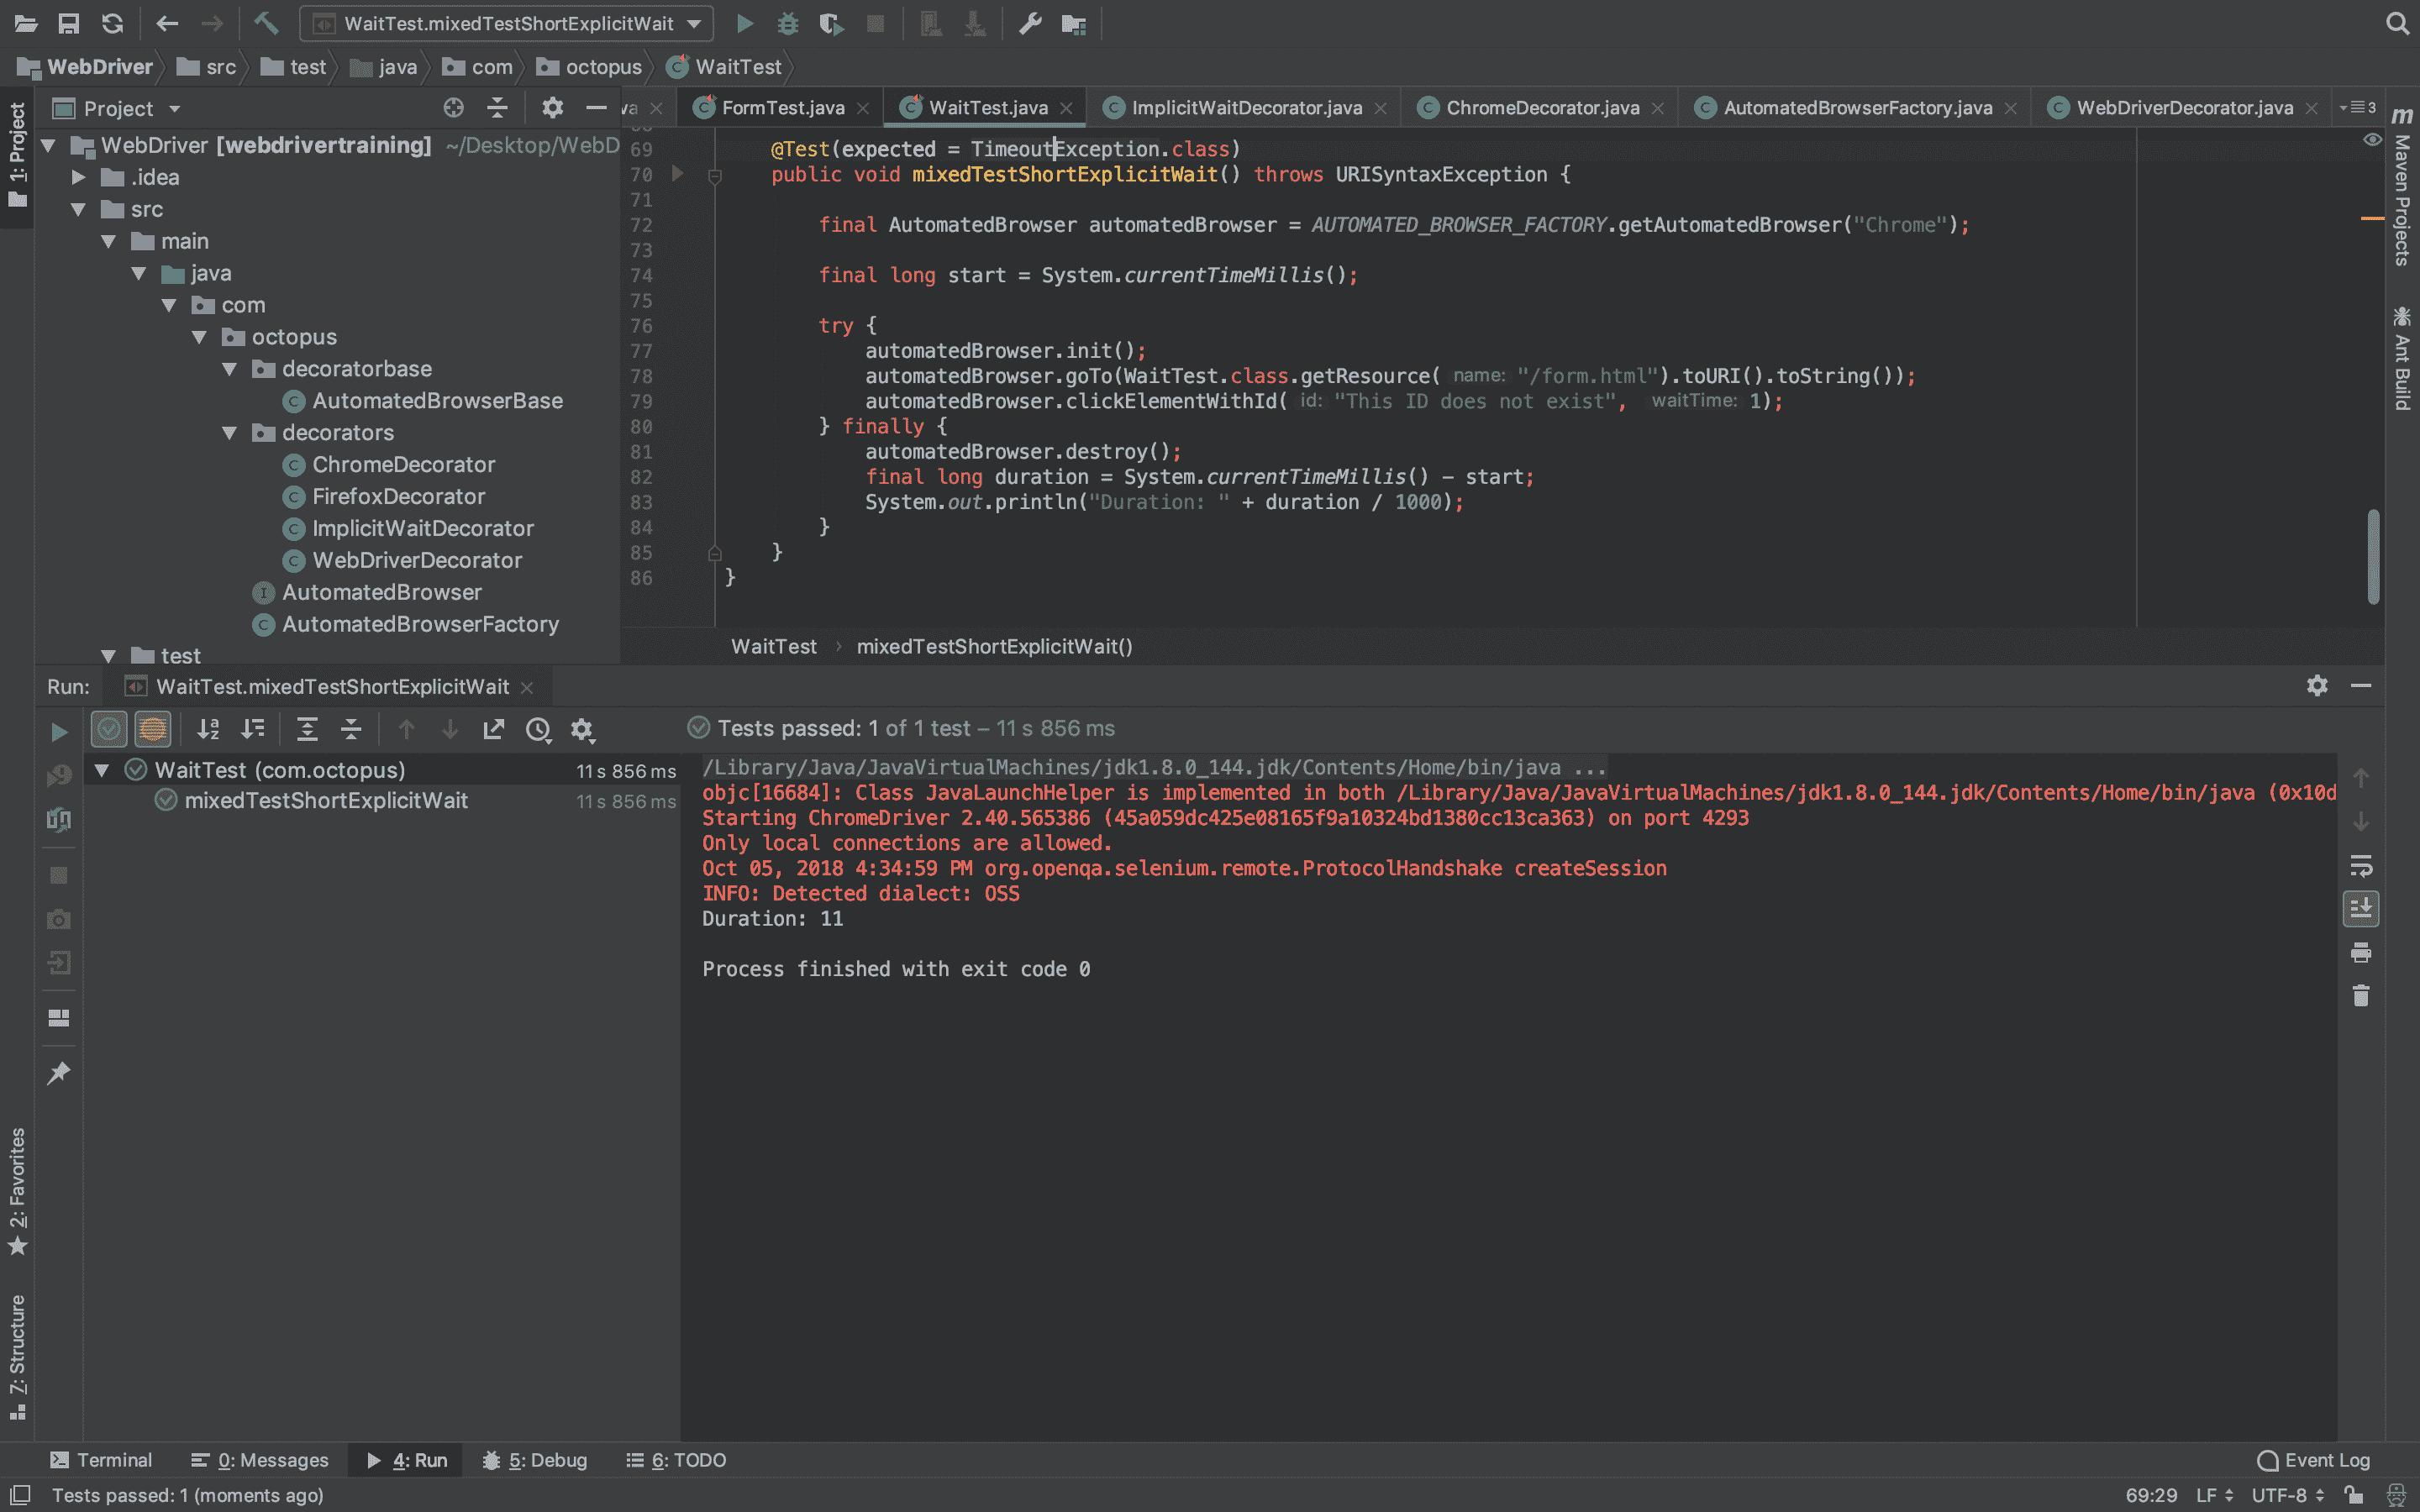 WaitTest.mixedTestShortExplicitWait
WebDriver src test java com octopus WaitTest
1: Project
Project
va FormTest.java WaitTest.java ImplicitWaitDecorator.java ChromeDecorator.java AutomatedBrowserFactory.java WebDriverDecorator.java 3
WebDriver [webdrivertraining] ~/Desktop/WebD
.idea
src
main
java
com
octopus
decoratorbase
AutomatedBrowserBase
decorators
ChromeDecorator
FirefoxDecorator
ImplicitWaitDecorator
WebDriverDecorator
AutomatedBrowser
AutomatedBrowserFactory
test
69 @Test(expected = TimeoutException.class)
70 public void mixedTestShortExplicitWait() throws URISyntaxException {
71
72 final AutomatedBrowser automatedBrowser = AUTOMATED_BROWSER_FACTORY.getAutomatedBrowser("Chrome");
73
74 final long start = System.currentTimeMillis();
75
76 try {
77 automatedBrowser.init();
78 automatedBrowser.goTo(WaitTest.class.getResource( name: "/form.html").toURI().toString());
79 automatedBrowser.clickElementWithId( id: "This ID does not exist", waitTime: 1);
80 } finally {
81 automatedBrowser.destroy();
82 final long duration = System.currentTimeMillis() - start;
83 System.out.println("Duration: " + duration / 1000);
84 }
85 }
86 }
WaitTest › mixedTestShortExplicitWait()
m Maven Projects
Ant Build
Run: WaitTest.mixedTestShortExplicitWait
Tests passed: 1 of 1 test – 11 s 856 ms
WaitTest (com.octopus) 11 s 856 ms
mixedTestShortExplicitWait 11 s 856 ms
/Library/Java/JavaVirtualMachines/jdk1.8.0_144.jdk/Contents/Home/bin/java ...
objc[16684]: Class JavaLaunchHelper is implemented in both /Library/Java/JavaVirtualMachines/jdk1.8.0_144.jdk/Contents/Home/bin/java (0x10d
Starting ChromeDriver 2.40.565386 (45a059dc425e08165f9a10324bd1380cc13ca363) on port 4293
Only local connections are allowed.
Oct 05, 2018 4:34:59 PM org.openqa.selenium.remote.ProtocolHandshake createSession
INFO: Detected dialect: OSS
Duration: 11
Process finished with exit code 0
2: Favorites
7: Structure
Terminal 0: Messages 4: Run 5: Debug 6: TODO Event Log
Tests passed: 1 (moments ago) 69:29 LF UTF-8